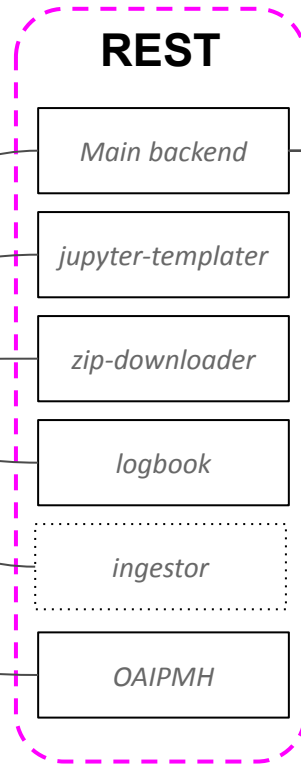 REST
Main backend
jupyter-templater
zip-downloader
logbook
ingestor
OAIPMH